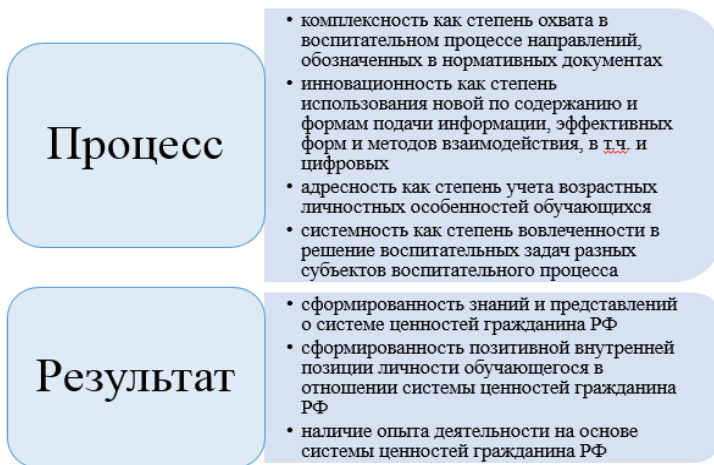 Процесс
• комплексность как степень охвата в
воспитательном процессе направлений,
обозначенных в нормативных документах
• инновационность как степень
использования новой по содержанию и
формам подачи информации, эффективных
форм и методов взаимодействия, в т.ч. и
цифровых
• адресность как степень учета возрастных
личностных особенностей обучающихся
• системность как степень вовлеченности в
решение воспитательных задач разных
субъектов воспитательного процесса
Результат
• сформированность знаний и представлений
о системе ценностей гражданина РФ
• сформированность позитивной внутренней
позиции личности обучающегося в
отношении системы ценностей гражданина
РФ
• наличие опыта деятельности на основе
системы ценностей гражданина РФ